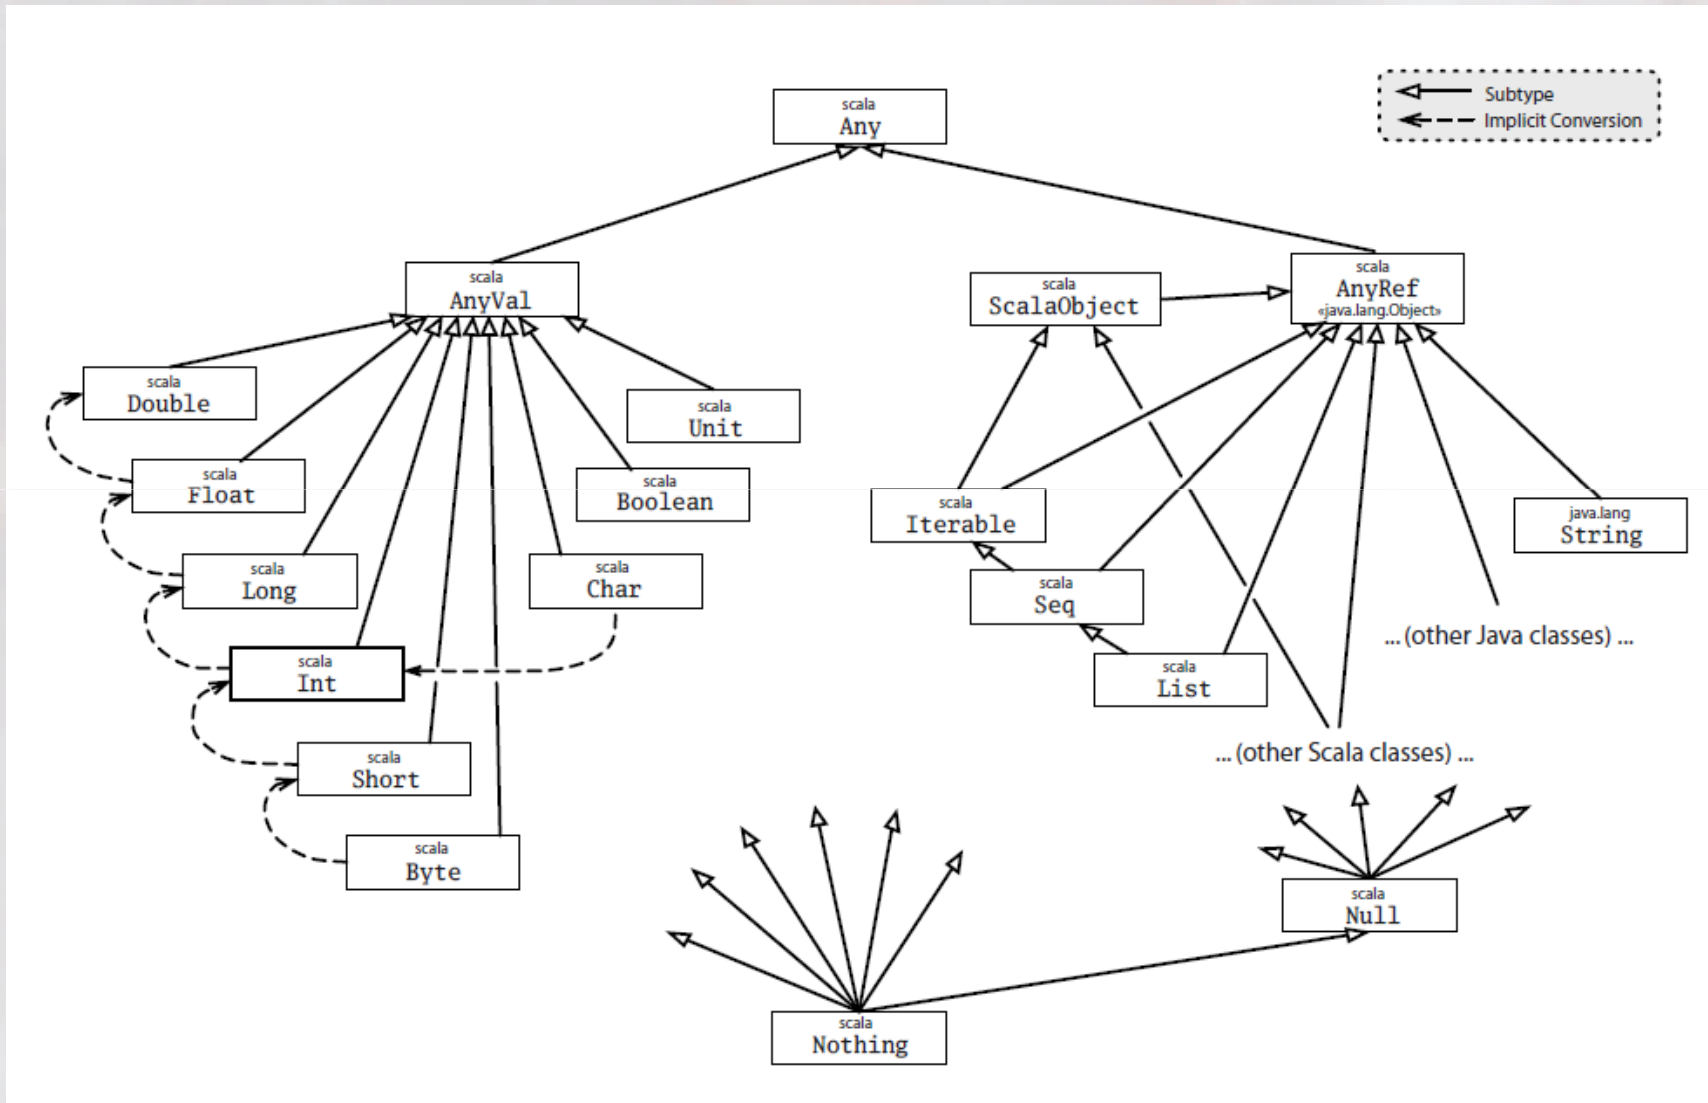 scala
Any
Subtype
Implicit Conversion
scala
AnyVal
scala
ScalaObject
scala
AnyRef
«java.lang.Object»
scala
Double
scala
Unit
scala
Float
scala
Boolean
scala
Iterable
java.lang
String
scala
Long
scala
Char
scala
Seq
... (other Java classes) ...
scala
Int
scala
List
scala
Short
... (other Scala classes) ...
scala
Byte
scala
Null
scala
Nothing